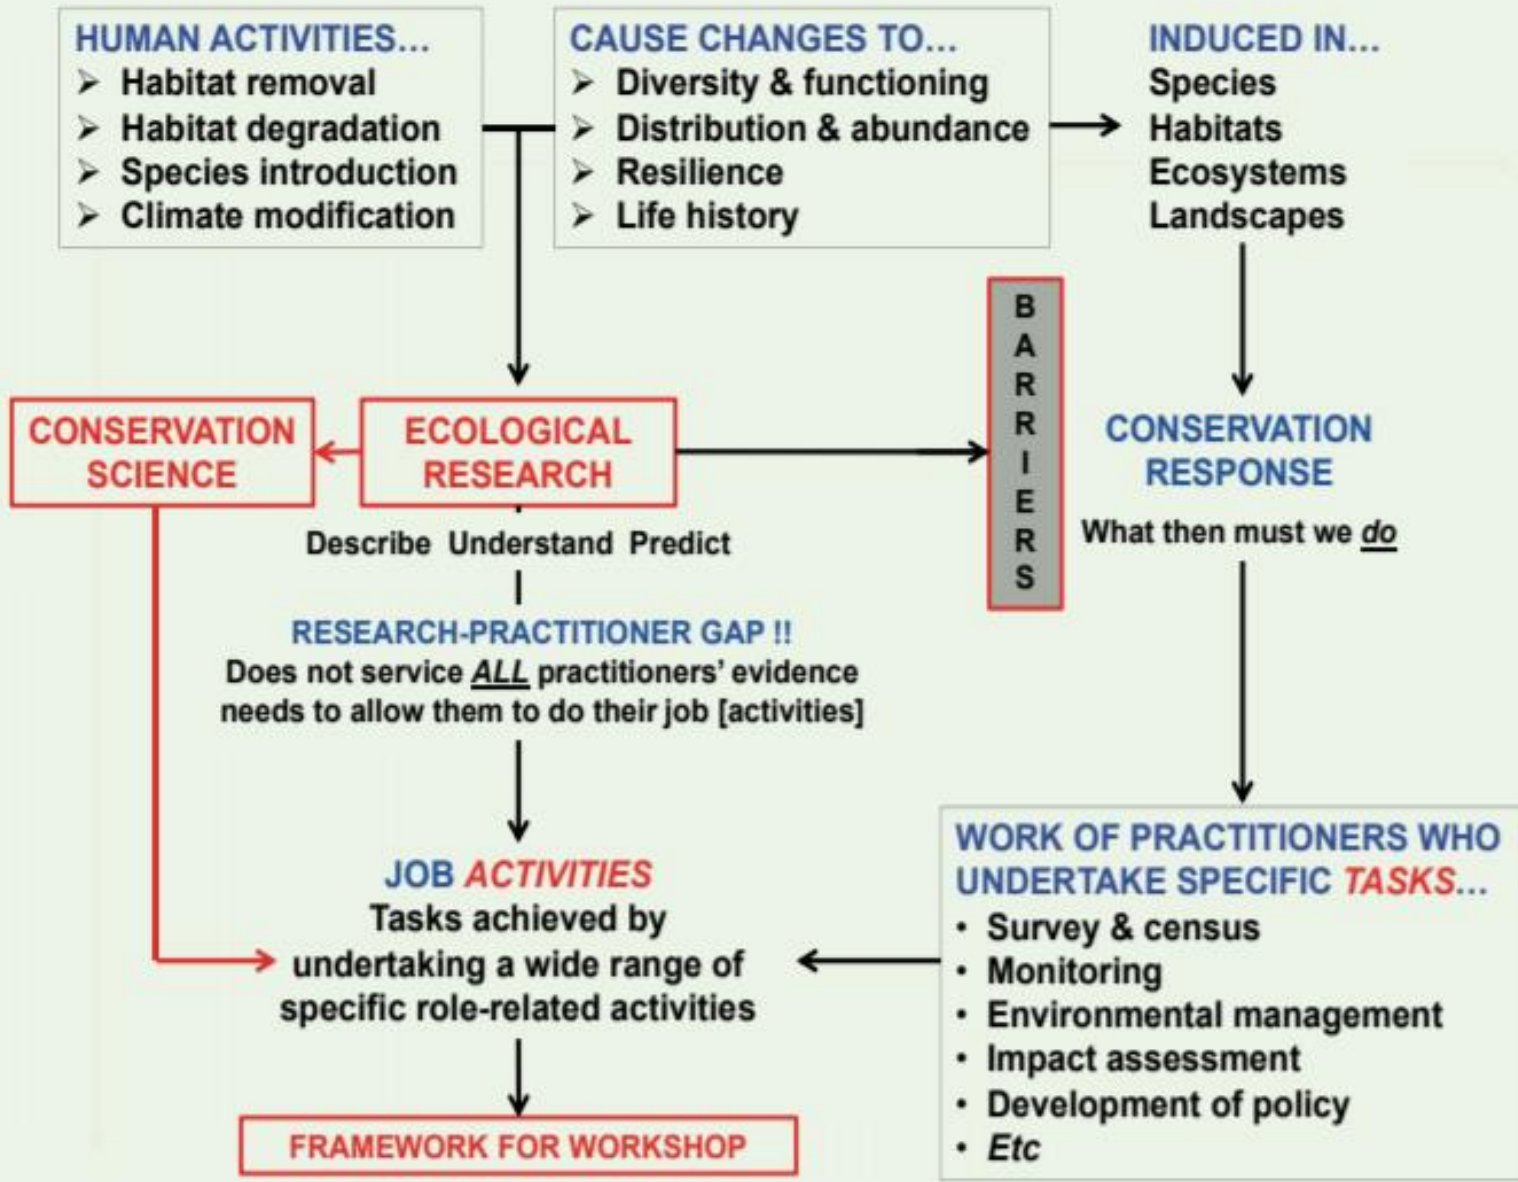 HUMAN ACTIVITIES...
➢ Habitat removal
➢ Habitat degradation
➢ Species introduction
➢ Climate modification
CAUSE CHANGES TO...
➢ Diversity & functioning
➢ Distribution & abundance
➢ Resilience
➢ Life history
INDUCED IN...
Species
Habitats
Ecosystems
Landscapes
BARRIERS
CONSERVATION
SCIENCE
ECOLOGICAL
RESEARCH
CONSERVATION
RESPONSE
What then must we do
Describe Understand Predict
RESEARCH-PRACTITIONER GAP !!
Does not service ALL practitioners' evidence
needs to allow them to do their job [activities]
JOB ACTIVITIES
Tasks achieved by
undertaking a wide range of
specific role-related activities
WORK OF PRACTITIONERS WHO
UNDERTAKE SPECIFIC TASKS...
• Survey & census
• Monitoring
• Environmental management
• Impact assessment
• Development of policy
• Etc
FRAMEWORK FOR WORKSHOP